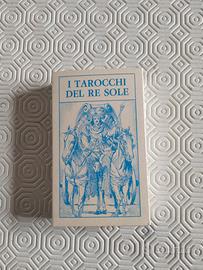 I TAROCCHI
DEL RE SOLE